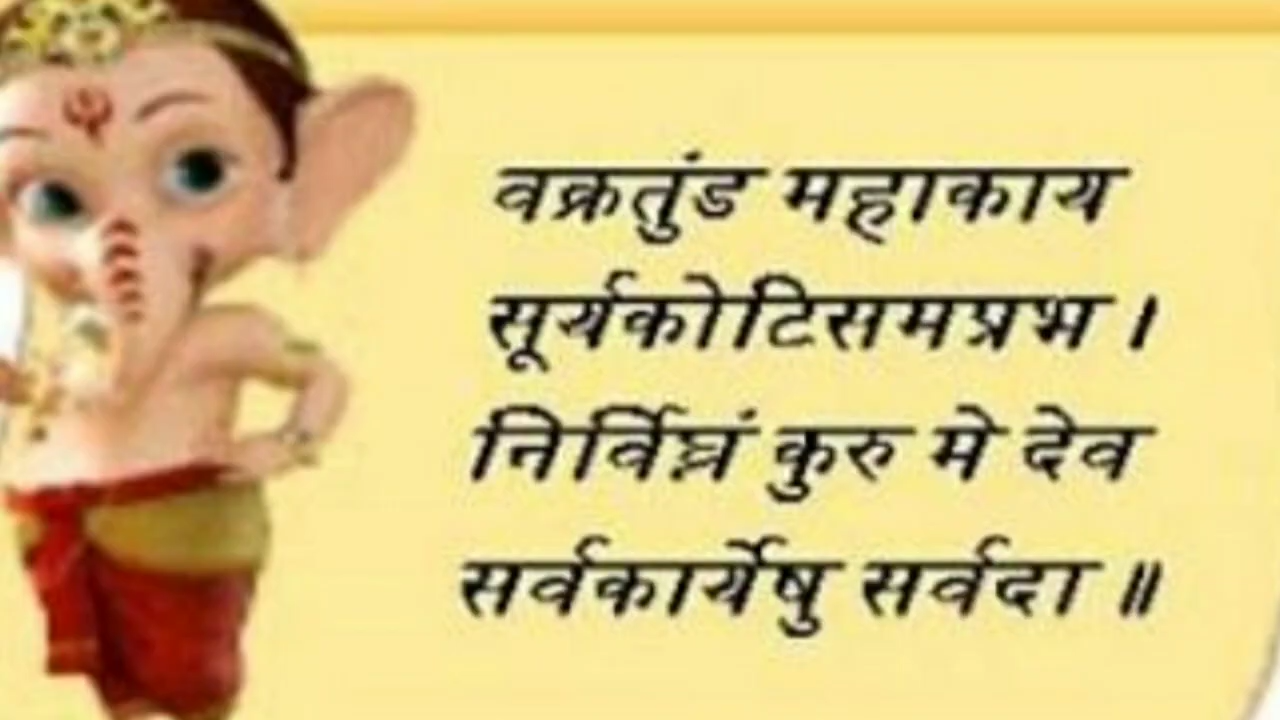 वक्रतुंड महाकाय
सूर्यकोटिसमप्रभ ।
निर्विघ्नं कुरु मे देव
सर्वकार्येषु सर्वदा ॥